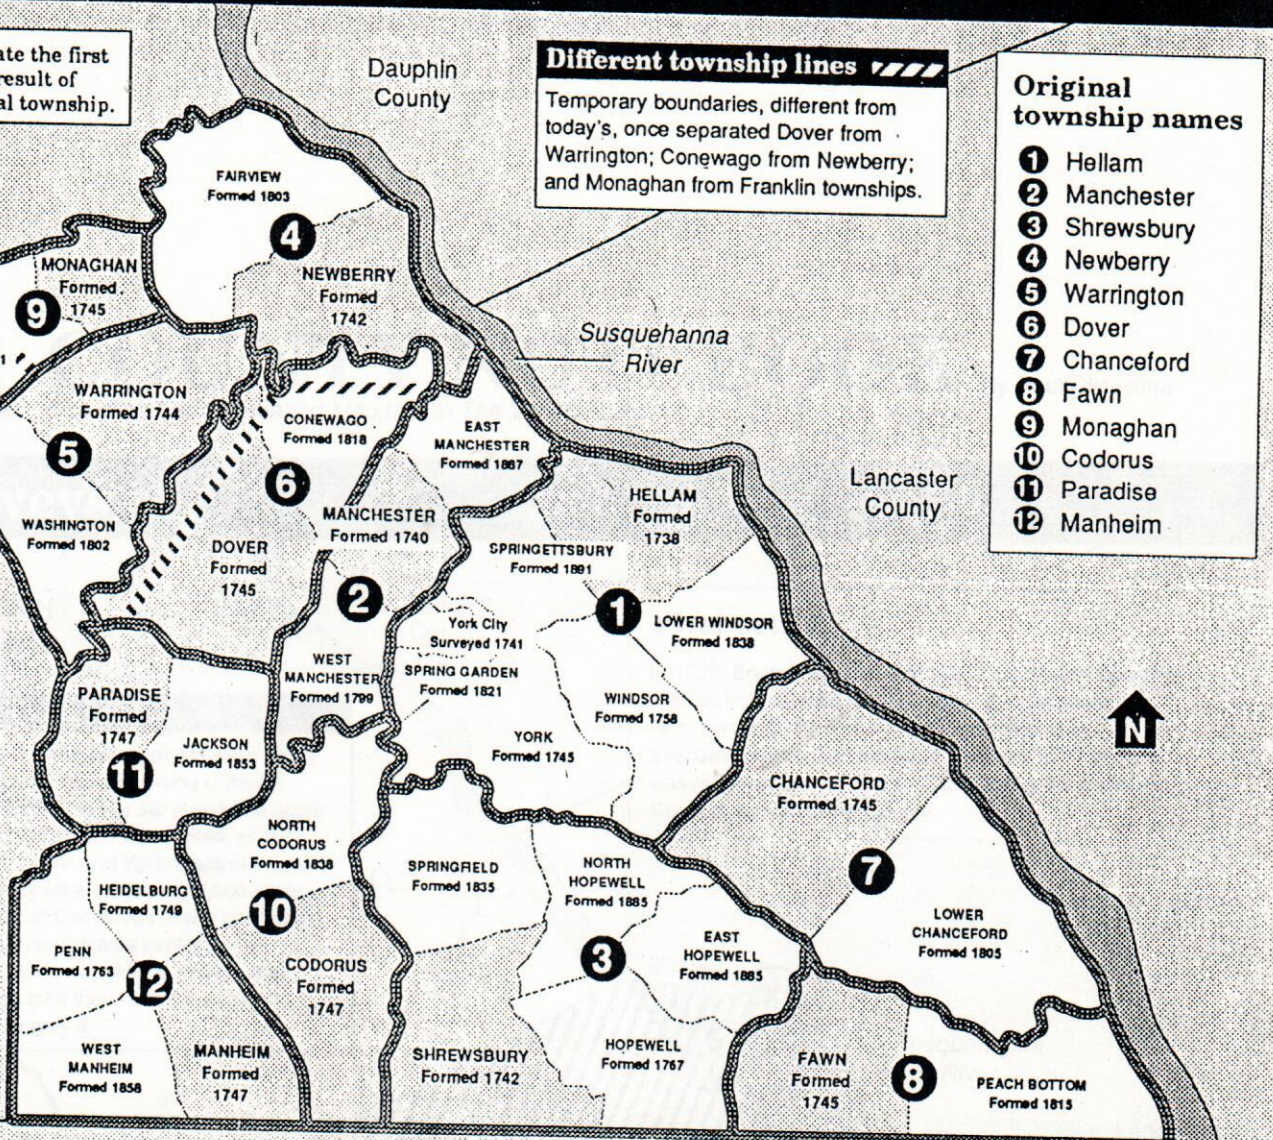 ate the first
result of
al township.
Dauphin
County
Different township lines
Temporary boundaries, different from
today's, once separated Dover from
Warrington; Conewago from Newberry;
and Monaghan from Franklin townships.
Original
township names
1 Hellam
2 Manchester
3 Shrewsbury
4 Newberry
5 Warrington
6 Dover
7 Chanceford
8 Fawn
9 Monaghan
10 Codorus
11 Paradise
12 Manheim
FAIRVIEW
Formed 1803
4
NEWBERRY
Formed
1742
MONAGHAN
Formed
1745
9
1
Susquehanna
River
WARRINGTON
Formed 1744
5
WASHINGTON
Formed 1802
CONEWAGO
Formed 1818
6
DOVER
Formed
1745
EAST
MANCHESTER
Formed 1887
MANCHESTER
Formed 1740
2
WEST
MANCHESTER
Formed 1799
HELLAM
Formed
1738
SPRINGETTSBURY
Formed 1891
1
LOWER WINDSOR
Formed 1838
York City
Surveyed 1741
SPRING GARDEN
Formed 1821
WINDSOR
Formed 1758
YORK
Formed 1745
Lancaster
County
N
PARADISE
Formed
1747
11
JACKSON
Formed 1853
CHANCEFORD
Formed 1745
7
LOWER
CHANCEFORD
Formed 1805
NORTH
CODORUS
Formed 1838
10
CODORUS
Formed
1747
SPRINGFIELD
Formed 1835
NORTH
HOPEWELL
Formed 1885
3
EAST
HOPEWELL
Formed 1885
HOPEWELL
Formed 1767
SHREWSBURY
Formed 1742
HEIDELBURG
Formed 1749
PENN
Formed 1763
12
WEST
MANHEIM
Formed 1858
MANHEIM
Formed
1747
FAWN
Formed
1745
8
PEACH BOTTOM
Formed 1815